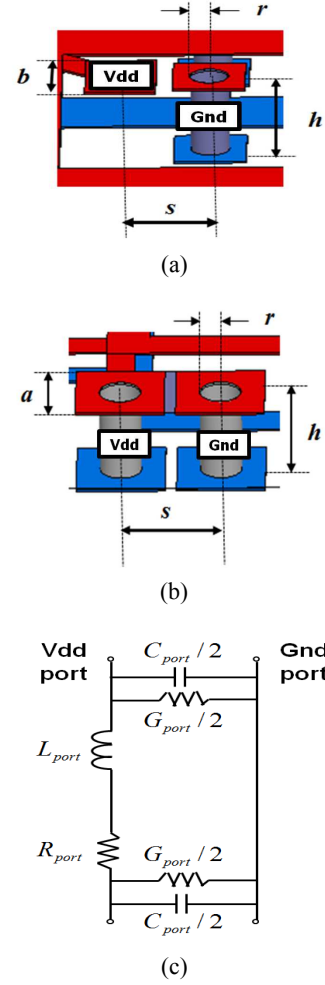 r
b
Vdd
Gnd
h
s
(a)
r
a
Vdd
Gnd
h
s
(b)
Vdd port
Gnd port
C_port / 2
G_port / 2
L_port
R_port
G_port / 2
C_port / 2
(c)